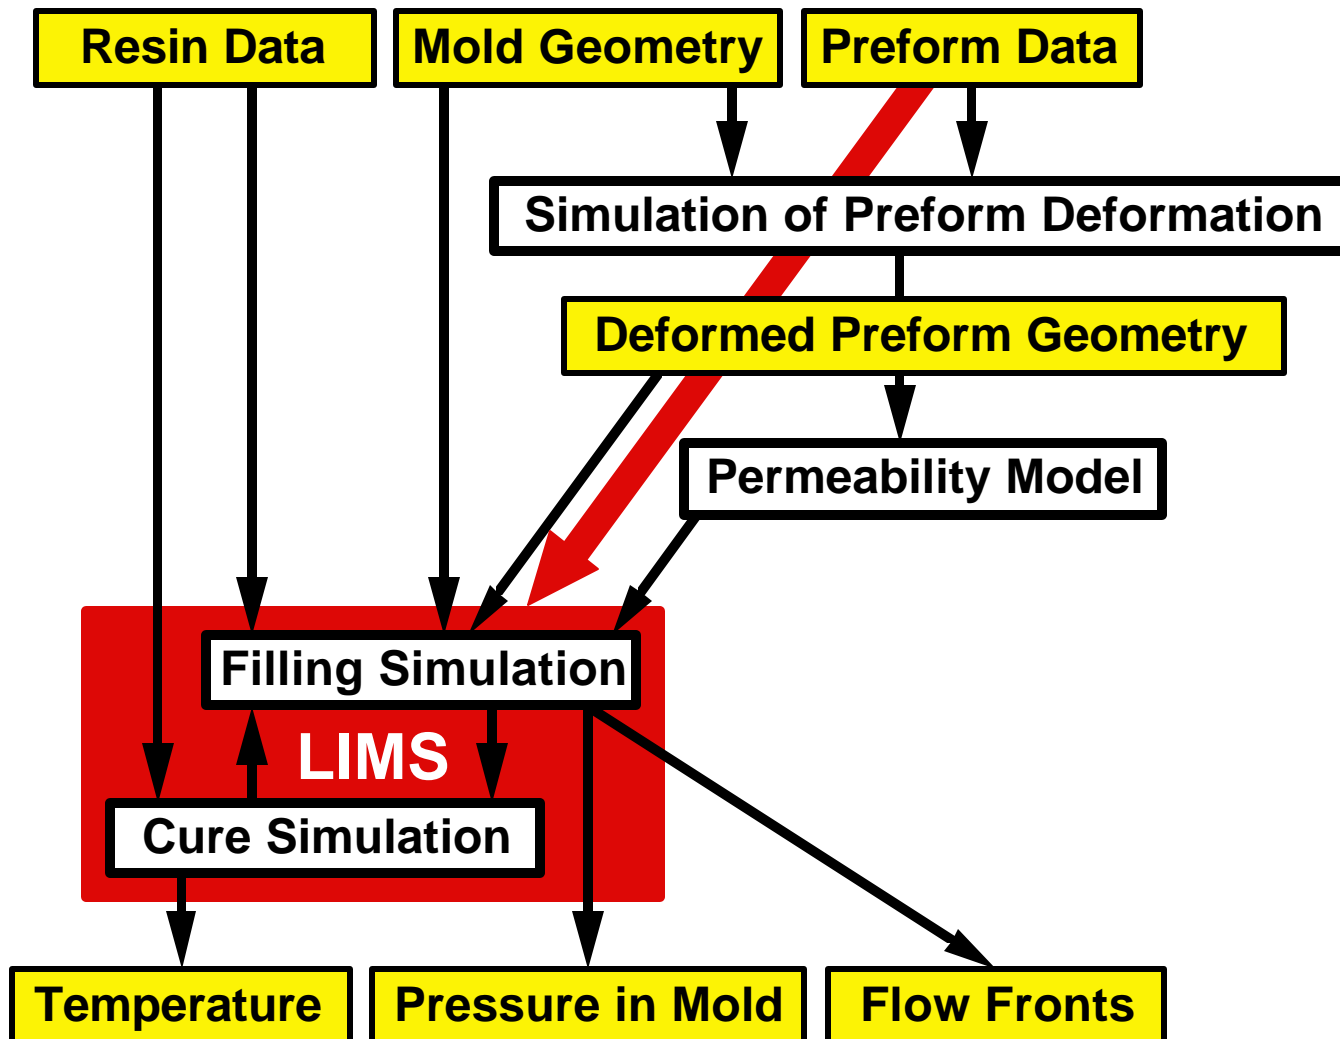 Resin Data
Mold Geometry
Preform Data
Simulation of Preform Deformation
Deformed Preform Geometry
Permeability Model
Filling Simulation
LIMS
Cure Simulation
Temperature
Pressure in Mold
Flow Fronts